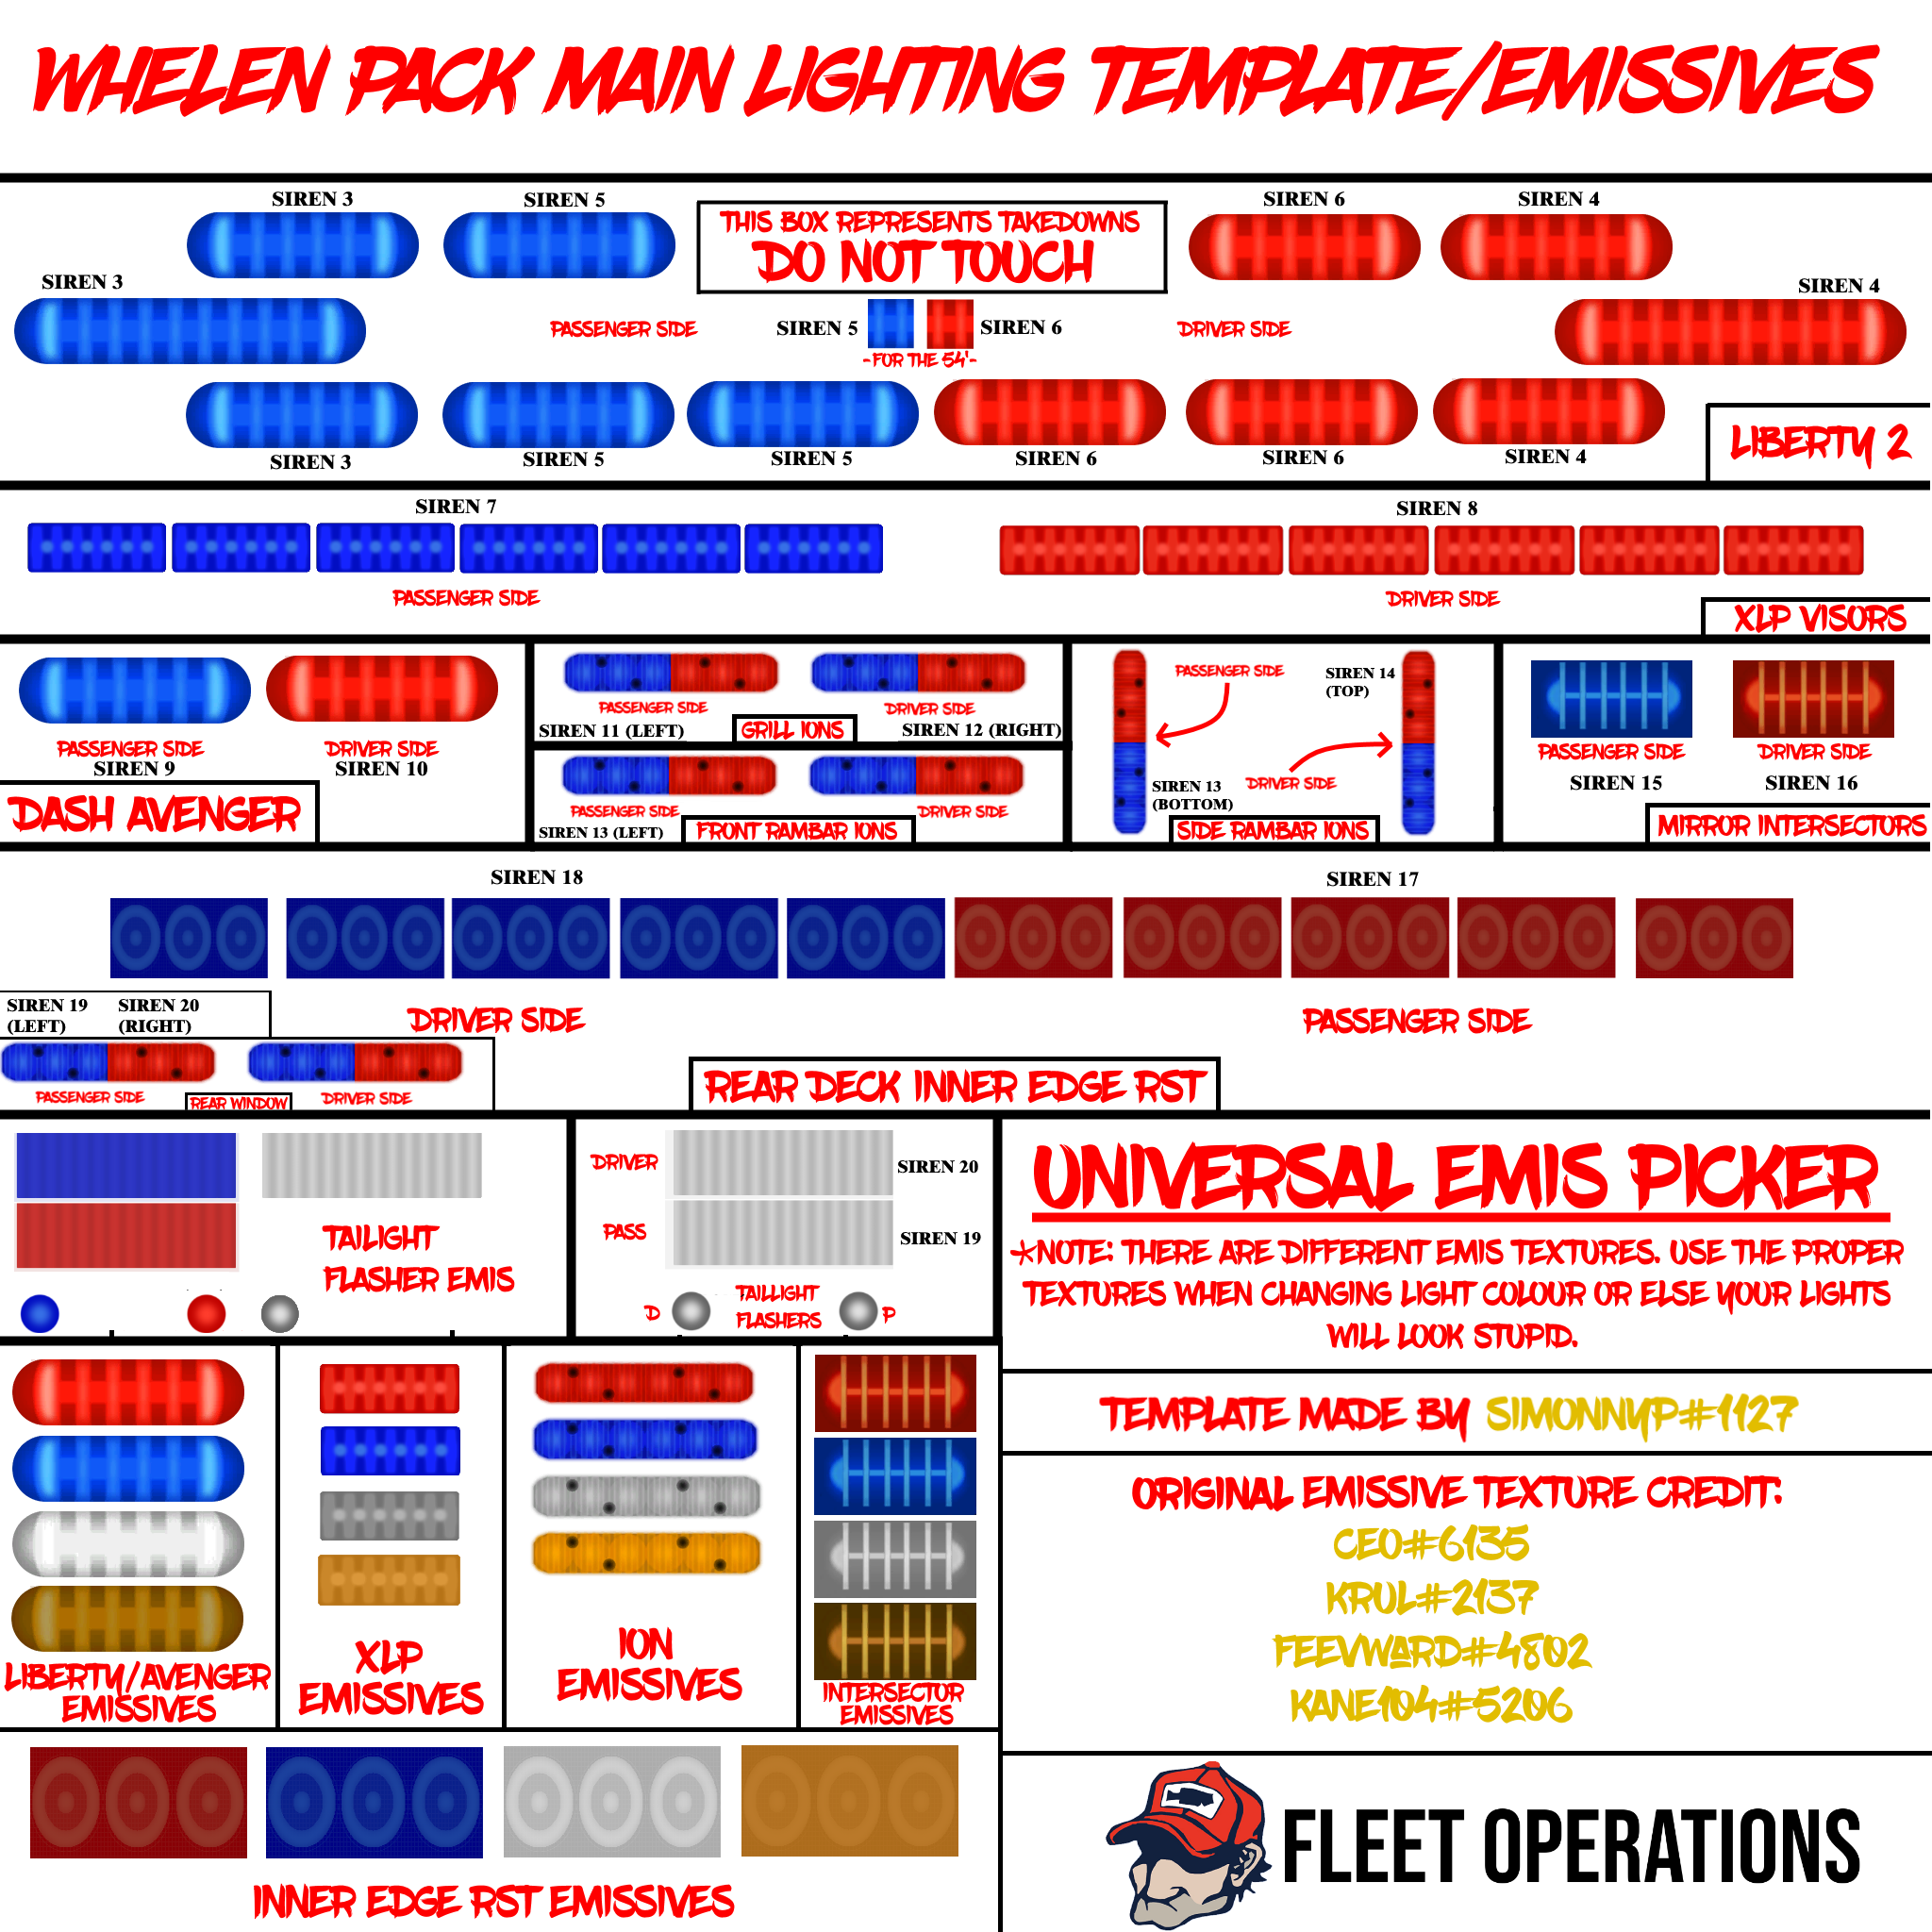 WHELEN PACK MAIN LIGHTING TEMPLATE/EMISSIVES
SIREN 3
SIREN 5
THIS BOX REPRESENTS TAKEDOWNS
DO NOT TOUCH
SIREN 6
SIREN 4
SIREN 3
SIREN 4
PASSENGER SIDE
SIREN 5
SIREN 6
DRIVER SIDE
-FOR THE 54'-
SIREN 3
SIREN 5
SIREN 5
SIREN 6
SIREN 6
SIREN 4
LIBERTY 2
SIREN 7
SIREN 8
PASSENGER SIDE
DRIVER SIDE
XLP VISORS
PASSENGER SIDE
SIREN 9
DRIVER SIDE
SIREN 10
DASH AVENGER
PASSENGER SIDE
DRIVER SIDE
SIREN 11 (LEFT)
GRILL IONS
SIREN 12 (RIGHT)
PASSENGER SIDE
DRIVER SIDE
SIREN 13 (LEFT)
FRONT RAMBAR IONS
PASSENGER SIDE
SIREN 14
(TOP)
SIREN 13
(BOTTOM)
DRIVER SIDE
SIDE RAMBAR IONS
PASSENGER SIDE
DRIVER SIDE
SIREN 15
SIREN 16
MIRROR INTERSECTORS
SIREN 18
SIREN 17
SIREN 19
(LEFT)
SIREN 20
(RIGHT)
DRIVER SIDE
PASSENGER SIDE
PASSENGER SIDE
REAR WINDOW
DRIVER SIDE
REAR DECK INNER EDGE RST
TAILIGHT
FLASHER EMIS
DRIVER
SIREN 20
PASS
SIREN 19
D
TAILLIGHT
FLASHERS
P
UNIVERSAL EMIS PICKER
*NOTE: THERE ARE DIFFERENT EMIS TEXTURES. USE THE PROPER
TEXTURES WHEN CHANGING LIGHT COLOUR OR ELSE YOUR LIGHTS
WILL LOOK STUPID.
TEMPLATE MADE BY SIMONNYP#1127
ORIGINAL EMISSIVE TEXTURE CREDIT:
CEO#6135
KRUL#2137
FEEVWARD#4802
KANE104#5206
LIBERTY/AVENGER
EMISSIVES
XLP
EMISSIVES
ION
EMISSIVES
INTERSECTOR
EMISSIVES
INNER EDGE RST EMISSIVES
FLEET OPERATIONS